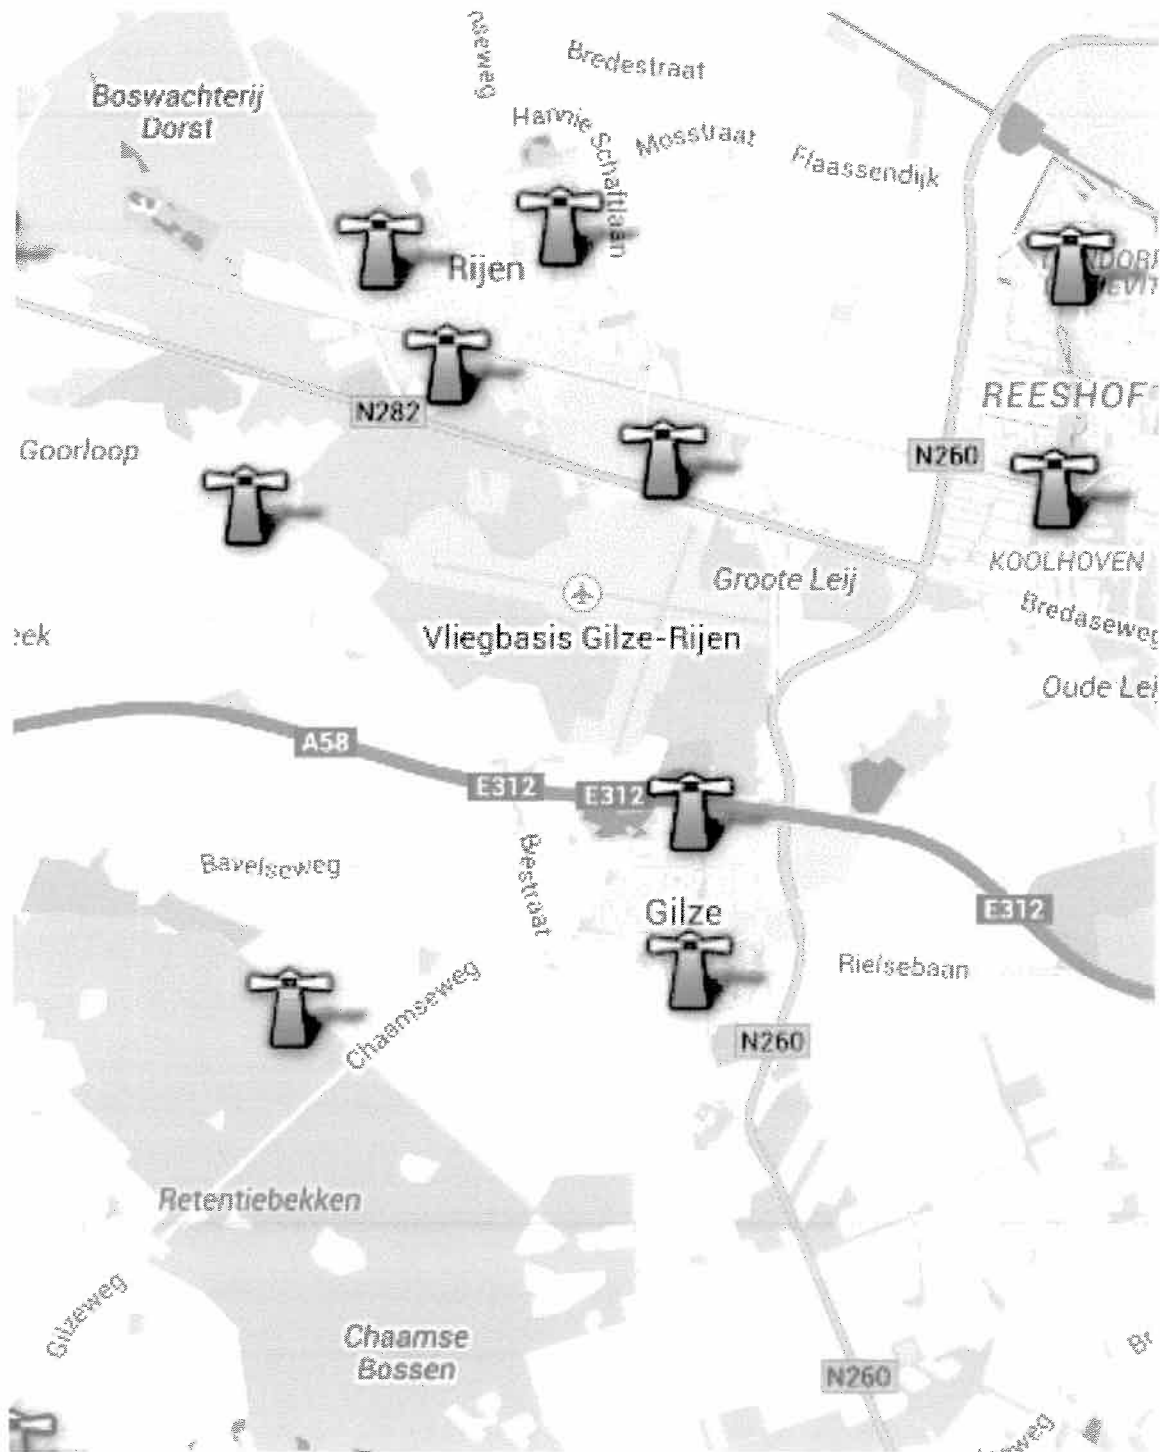 Bredestraat
Boswachterij
Dorst
Hannie Schaftlaan
Mosstraat
Flaassendijk
Rijen
REESHOF
N282
Goorloop
N260
KOOLHOVEN
Groote Leij
Bredaseweg
Vliegbasis Gilze-Rijen
Oude Lei
A58
E312
E312
Bavelseweg
Biestraat
Gilze
E312
Rielsebaan
Chaamseweg
N260
Retentiebekken
Gilzeweg
Chaamse
Bossen
N260